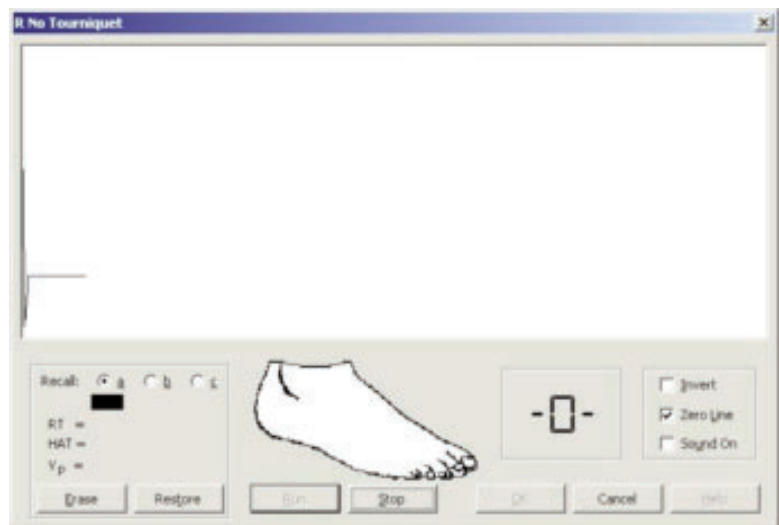 R No Tourniquet
Recall: a b c
RT =
HAT =
Vp =
Erase Restore
Run Stop
-0-
OK Cancel Help
Invert
Zero Line
Sound On